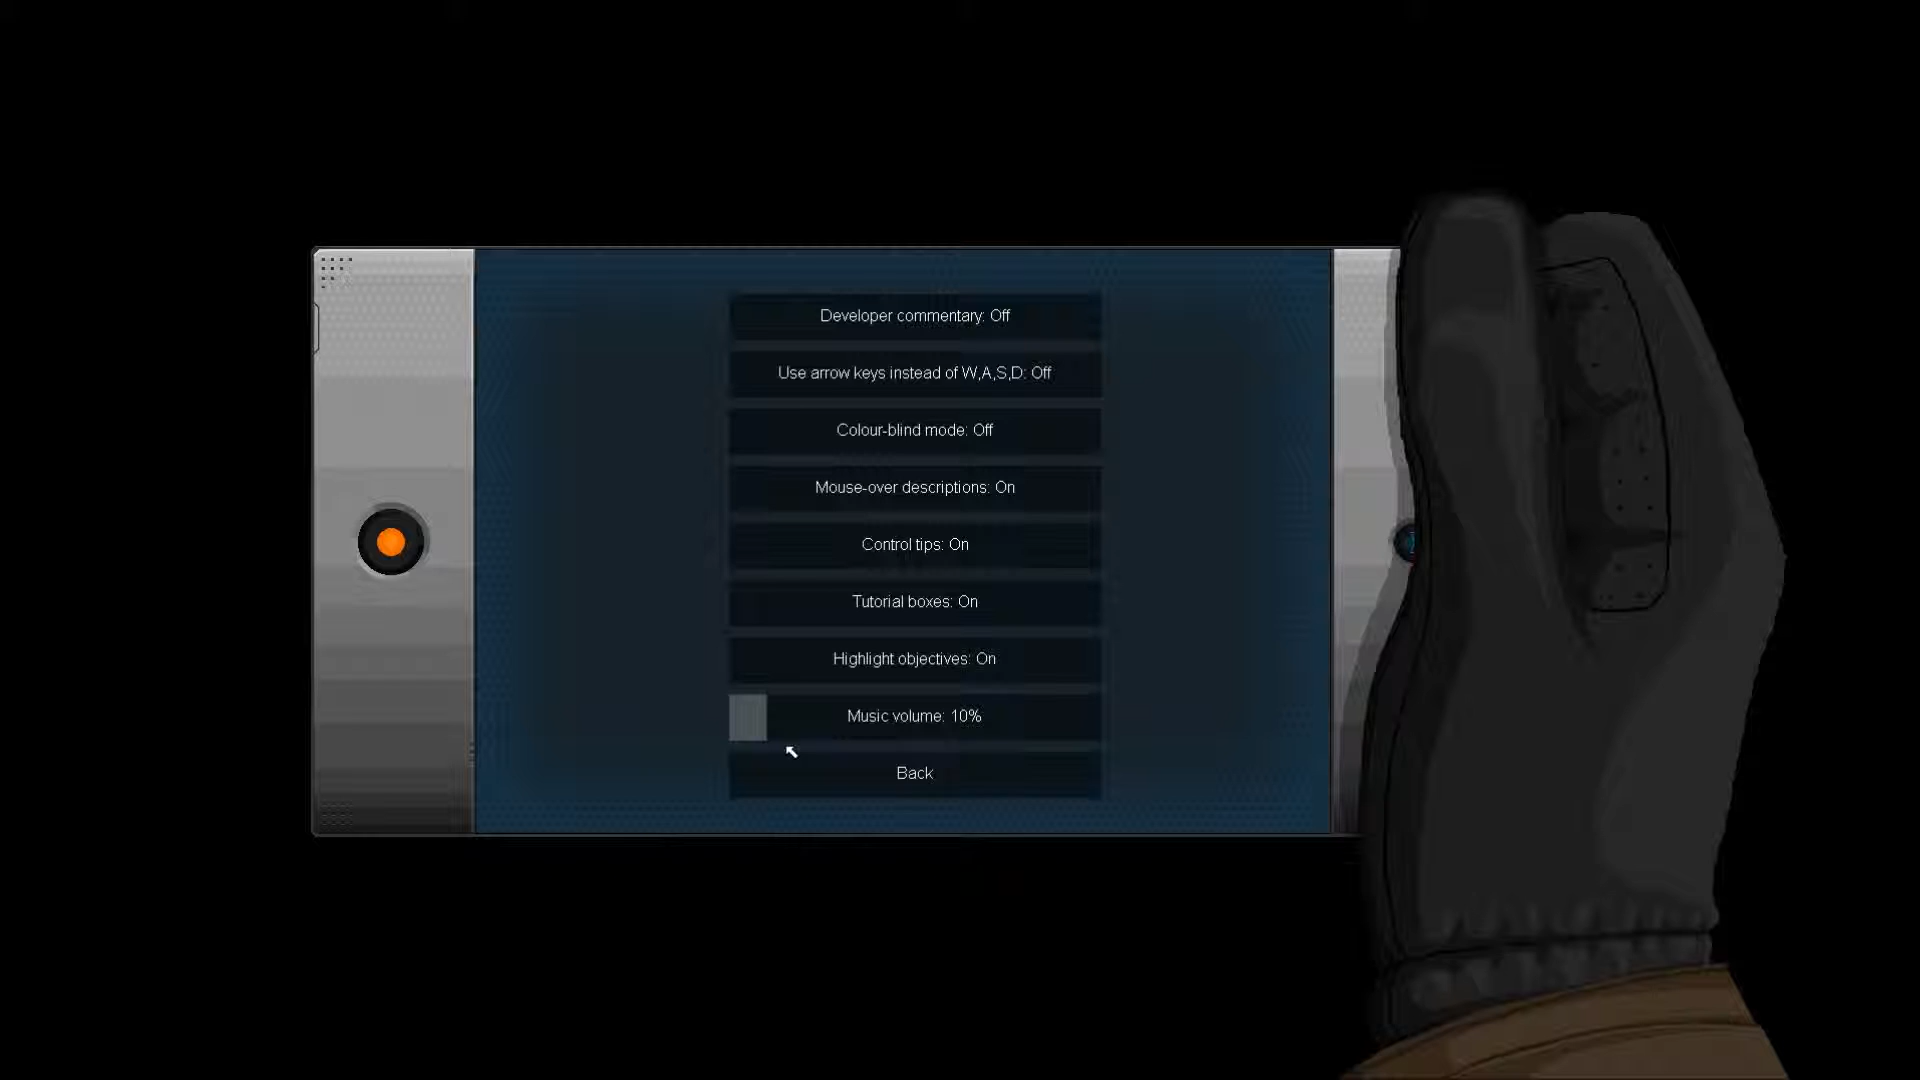 Developer commentary: Off
Use arrow keys instead of W,A,S,D: Off
Colour-blind mode: Off
Mouse-over descriptions: On
Control tips: On
Tutorial boxes: On
Highlight objectives: On
Music volume: 10%
Back